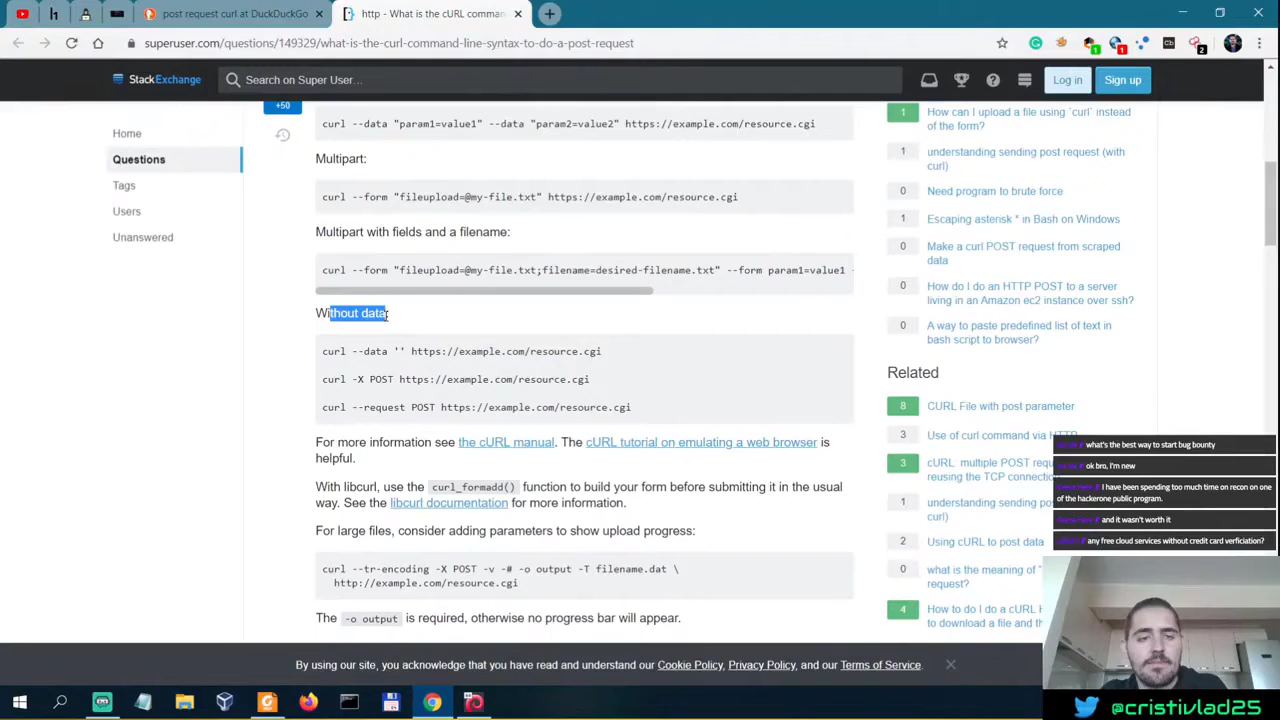 post request curl at DuckDuckGo
http - What is the cURL comman
superuser.com/questions/149329/what-is-the-curl-command-line-syntax-to-do-a-post-request
StackExchange
Search on Super User...
Log in
Sign up
+50
Home
Questions
Tags
Users
Unanswered
curl --data "param1=value1" --data "param2=value2" https://example.com/resource.cgi
Multipart:
curl --form "fileupload=@my-file.txt" https://example.com/resource.cgi
Multipart with fields and a filename:
curl --form "fileupload=@my-file.txt;filename=desired-filename.txt" --form param1=value1
Without data:
curl --data '' https://example.com/resource.cgi
curl -X POST https://example.com/resource.cgi
curl --request POST https://example.com/resource.cgi
For more information see the cURL manual. The cURL tutorial on emulating a web browser is
helpful.
With libcurl, use the curl_formadd() function to build your form before submitting it in the usual
way. See the documentation for more information.
For large files, consider adding parameters to show upload progress:
curl --tr-encoding -X POST -v -# -o output -T filename.dat \
http://example.com/resource.cgi
The -o output is required, otherwise no progress bar will appear.
1 How can I upload a file using `curl` instead
of the form?
1 understanding sending post request (with
curl)
0 Need program to brute force
1 Escaping asterisk * in Bash on Windows
0 Make a curl POST request from scraped
data
0 How do I do an HTTP POST to a server
living in an Amazon ec2 instance over ssh?
0 A way to paste predefined list of text in
bash script to browser?
Related
8 CURL File with post parameter
3 Use of curl command via HTTP
3 cURL: multiple POST requ
reusing the TCP connectio
1 understanding sending pos
curl)
2 Using cURL to post data
0 what is the meaning of "
request?
4 How to do I do a cURL H
to download a file and th
what's the best way to start bug bounty
ok bro, I'm new
I have been spending too much time on recon on one
of the hackerone public program.
and it wasn't worth it
any free cloud services without credit card verficiation?
By using our site, you acknowledge that you have read and understand our Cookie Policy, Privacy Policy, and our Terms of Service.
@cristivlad25